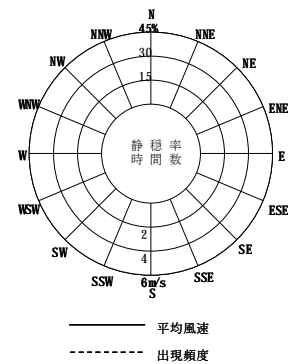 N
45%
NNW NNE
30
NW NE
15
WNW ENE
静 穏 率
W 時 間 数 E
WSW ESE
2
SW SE
4
SSW SSE
6m/s
S
平均風速
出現頻度